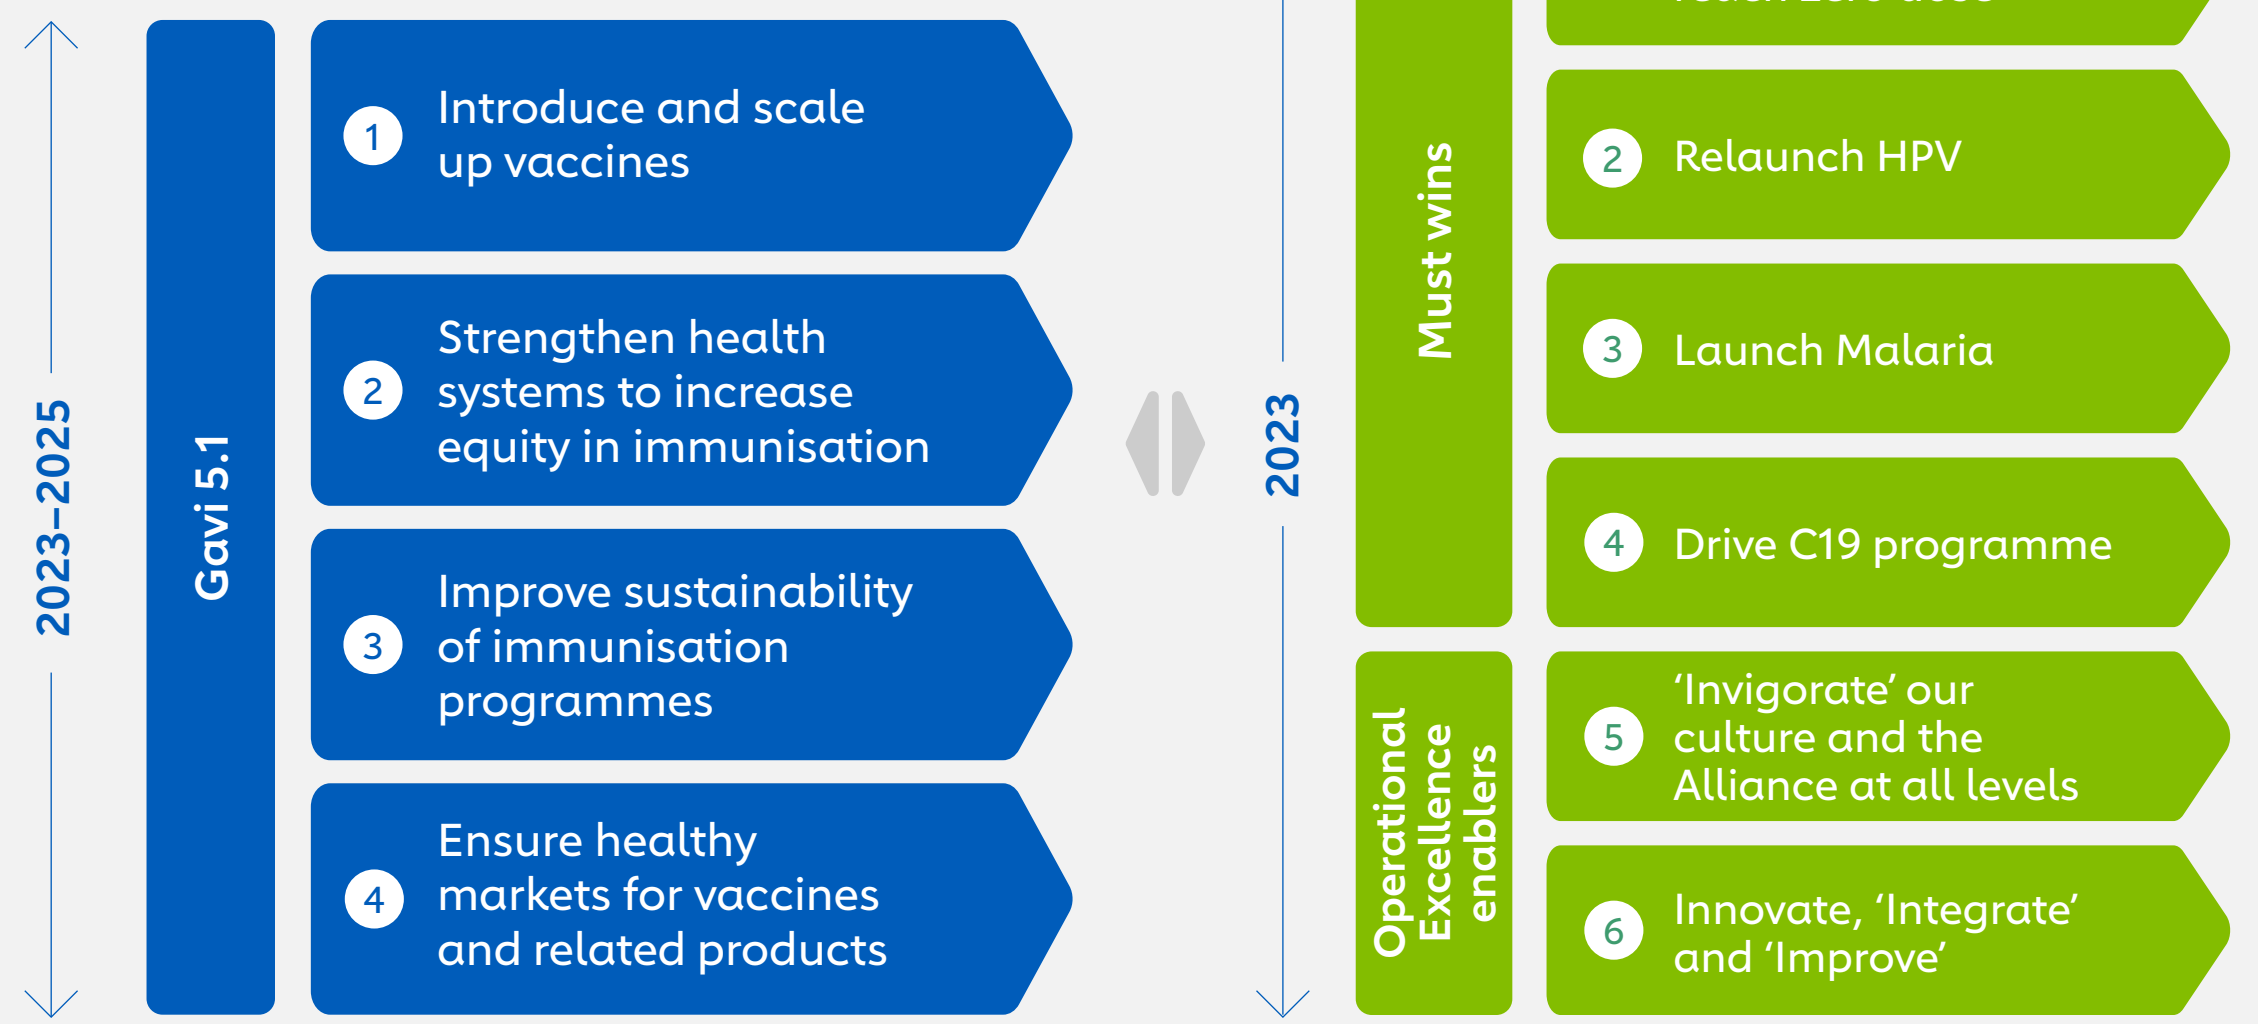 2023–2025
Gavi 5.1
1
Introduce and scale
up vaccines
2
Strengthen health
systems to increase
equity in immunisation
3
Improve sustainability
of immunisation
programmes
4
Ensure healthy
markets for vaccines
and related products
2023
Must wins
2
Relaunch HPV
3
Launch Malaria
4
Drive C19 programme
Operational
Excellence
enablers
5
‘Invigorate’ our
culture and the
Alliance at all levels
6
Innovate, ‘Integrate’
and ‘Improve’